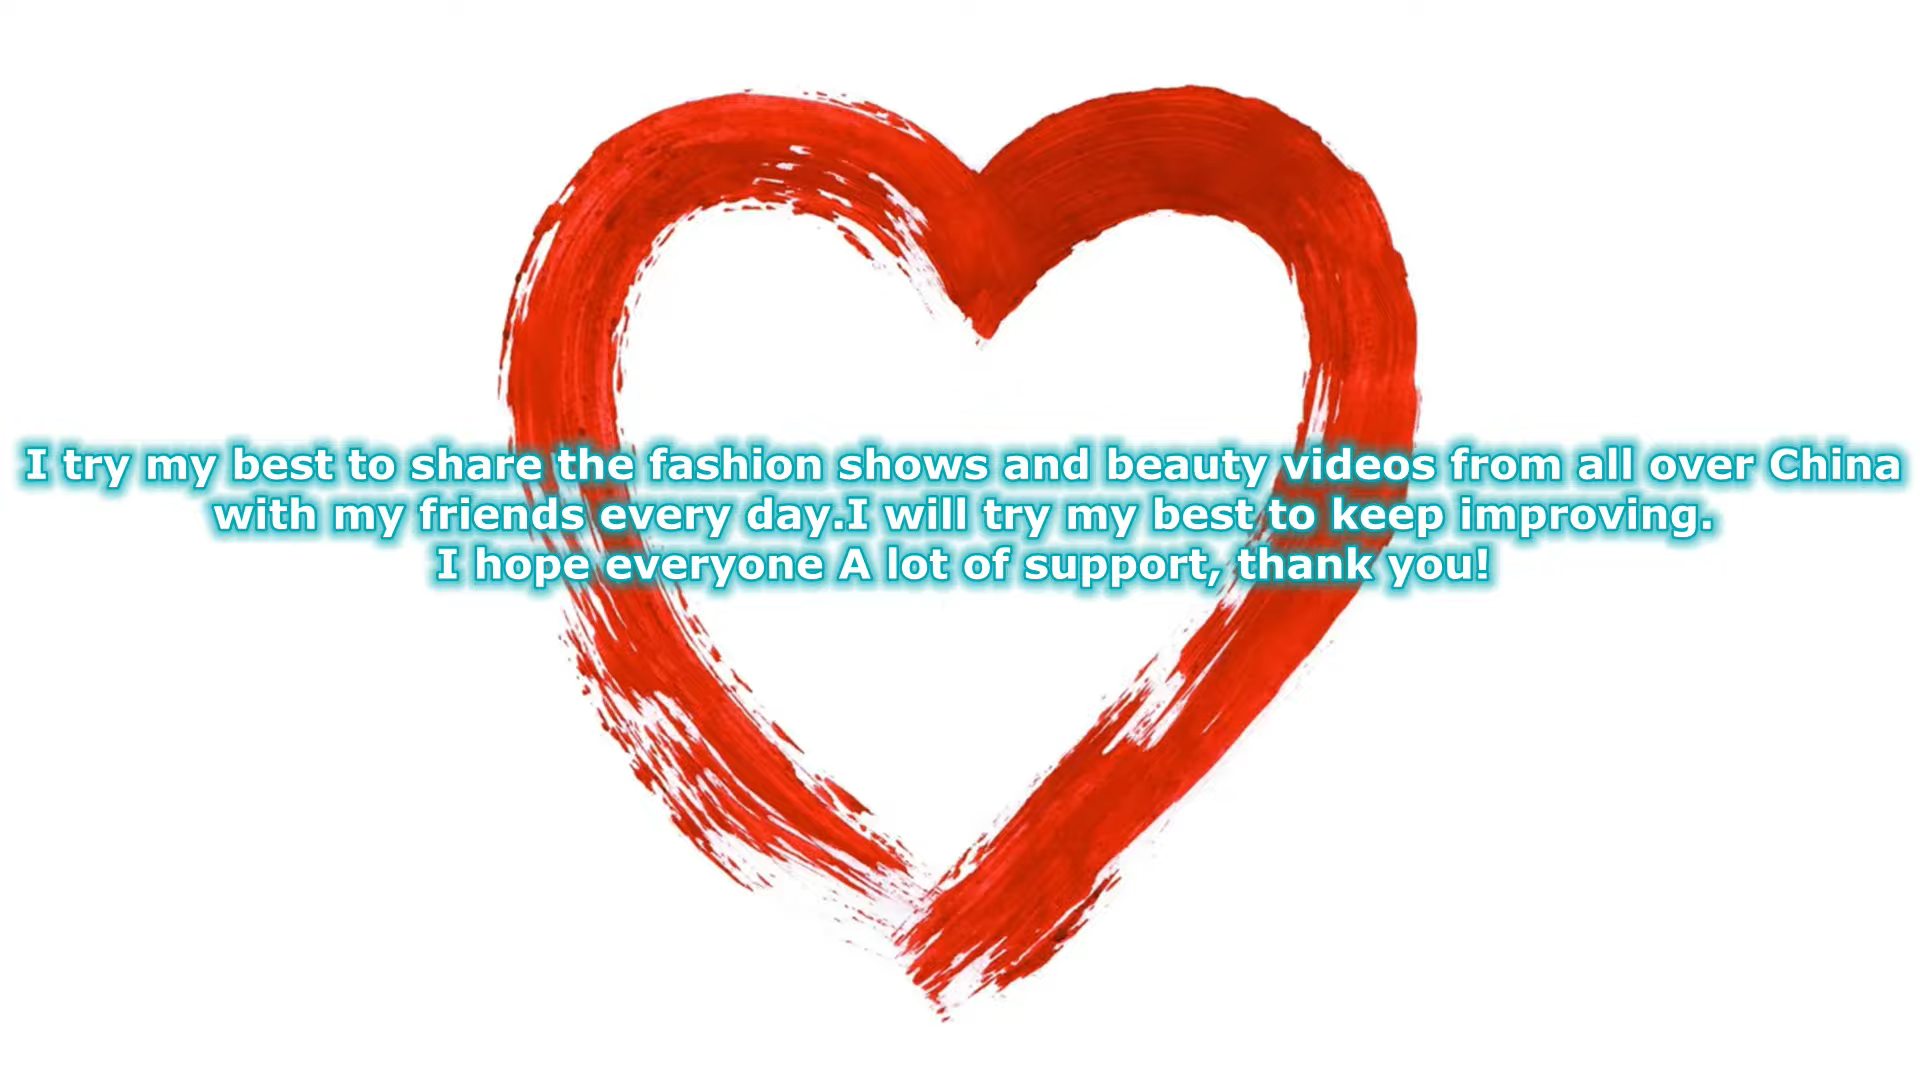 I try my best to share the fashion shows and beauty videos from all over China
with my friends every day.I will try my best to keep improving.
I hope everyone A lot of support, thank you!